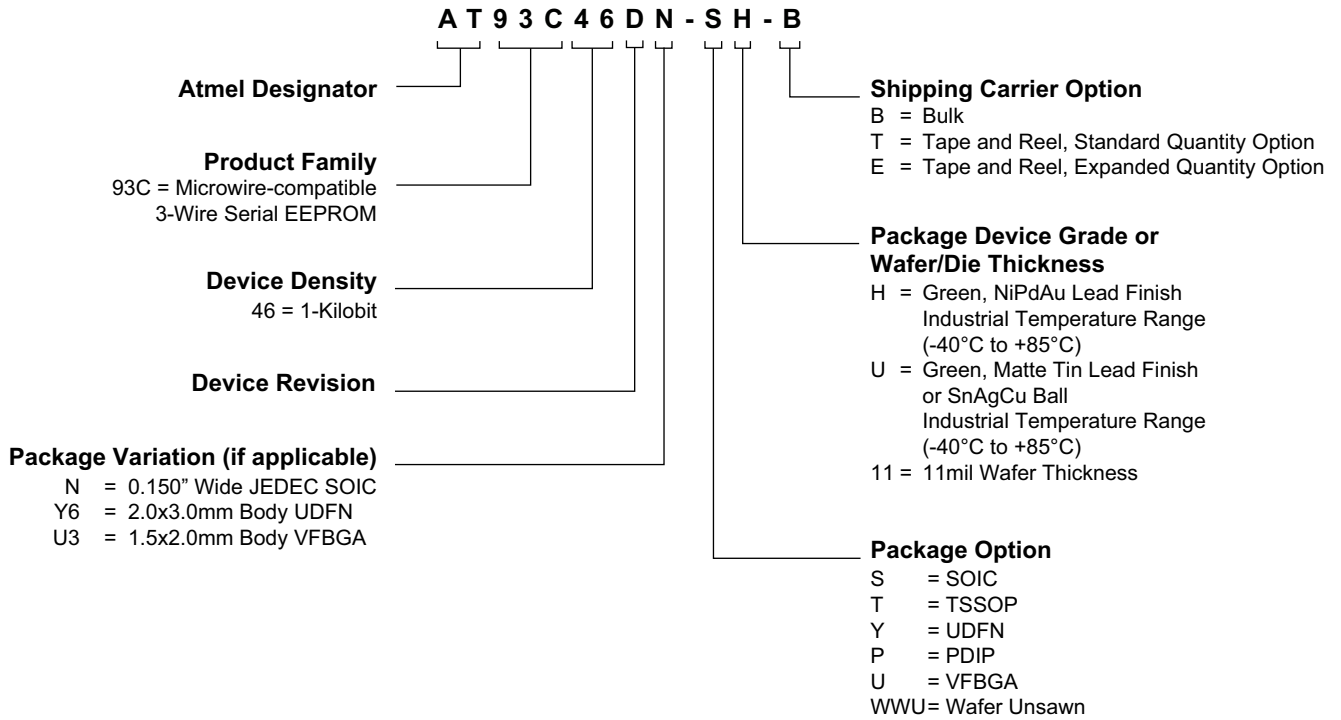 AT93C46DN-SH-B
Atmel Designator
Product Family
93C = Microwire-compatible
3-Wire Serial EEPROM
Device Density
46 = 1-Kilobit
Device Revision
Package Variation (if applicable)
N = 0.150” Wide JEDEC SOIC
Y6 = 2.0x3.0mm Body UDFN
U3 = 1.5x2.0mm Body VFBGA
Shipping Carrier Option
B = Bulk
T = Tape and Reel, Standard Quantity Option
E = Tape and Reel, Expanded Quantity Option
Package Device Grade or
Wafer/Die Thickness
H = Green, NiPdAu Lead Finish
Industrial Temperature Range
(-40°C to +85°C)
U = Green, Matte Tin Lead Finish
or SnAgCu Ball
Industrial Temperature Range
(-40°C to +85°C)
11 = 11mil Wafer Thickness
Package Option
S = SOIC
T = TSSOP
Y = UDFN
P = PDIP
U = VFBGA
WWU= Wafer Unsawn